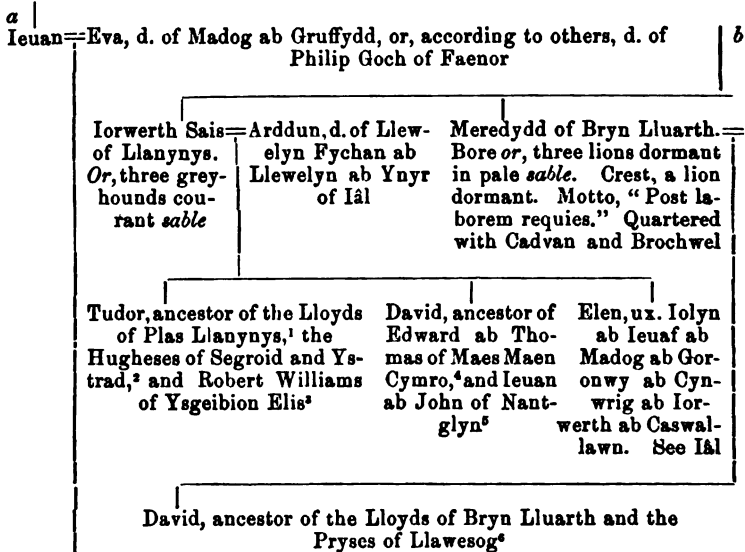 a
Ieuan=Eva, d. of Madog ab Gruffydd, or, according to others, d. of b
Philip Goch of Faenor
Iorwerth Sais=
of Llanynys.
Or, three grey-
hounds cou-
rant sable
Arddun, d. of Llew-
elyn Fychan ab
Llewelyn ab Ynyr
of Iâl
Meredydd of Bryn Lluarth.=
Bore or, three lions dormant
in pale sable. Crest, a lion
dormant. Motto, “Post la-
borem requies.” Quartered
with Cadvan and Brochwel
Tudor, ancestor of the Lloyds
of Plas Llanynys,¹ the
Hugheses of Segroid and Ys-
trad,² and Robert Williams
of Ysgeibion Elis³
David, ancestor of
Edward ab Tho-
mas of Maes Maen
Cymro,⁴ and Ieuan
ab John of Nant-
glyn⁵
Elen, ux. Iolyn
ab Ieuaf ab
Madog ab Gor-
onwy ab Cyn-
wrig ab Ior-
werth ab Caswal-
lawn. See Iâl
David, ancestor of the Lloyds of Bryn Lluarth and the
Pryses of Llawesog⁶